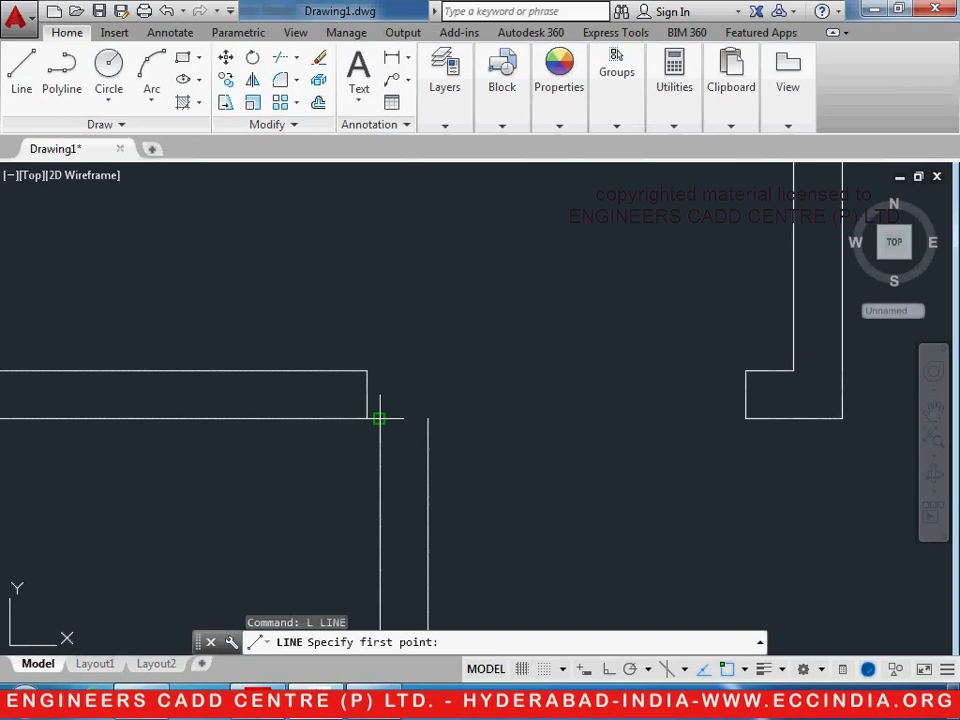 Drawing1.dwg
Type a keyword or phrase
Sign In
Home Insert Annotate Parametric View Manage Output Add-ins Autodesk 360 Express Tools BIM 360 Featured Apps
Line Polyline Circle Arc Text Layers Block Properties Groups Utilities Clipboard View
Draw Modify Annotation
Drawing1*
[−][Top][2D Wireframe]
copyrighted material licensed to
ENGINEERS CADD CENTRE (P) LTD
N
W TOP E
S
Unnamed
Y
X
Command: L LINE
LINE Specify first point:
Model Layout1 Layout2 MODEL
ENGINEERS CADD CENTRE (P) LTD. - HYDERABAD-INDIA-WWW.ECCINDIA.ORG